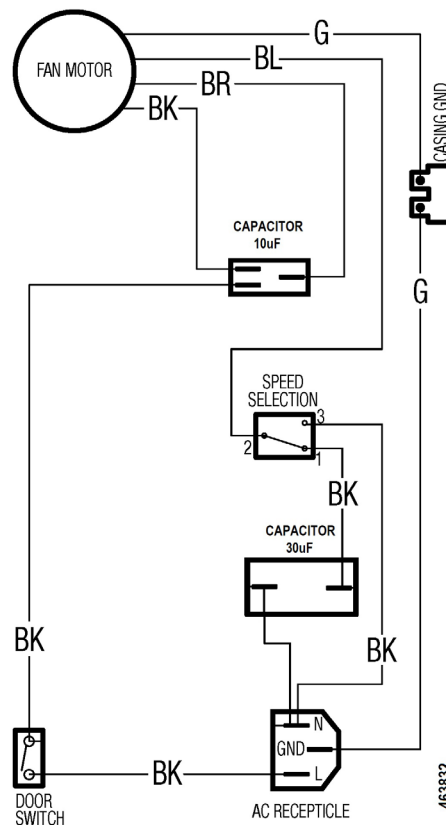 G
FAN MOTOR
BL
BR
BK
CASING GND
CAPACITOR
10uF
G
SPEED
SELECTION
3
2
1
BK
CAPACITOR
30uF
BK
BK
N
GND
L
BK
DOOR
SWITCH
AC RECEPTICLE
463832